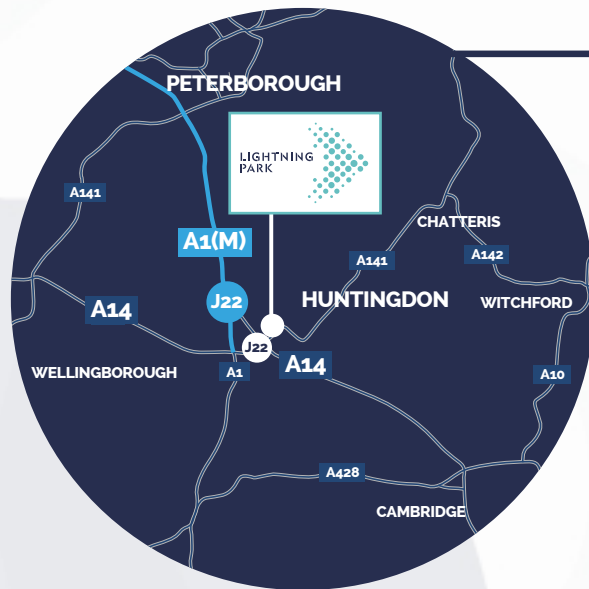 PETERBOROUGH
LIGHTNING
PARK
A141
CHATTERIS
A1(M)
A141
A142
J22
HUNTINGDON
WITCHFORD
A14
J22
A14
WELLINGBOROUGH
A1
A10
A428
CAMBRIDGE